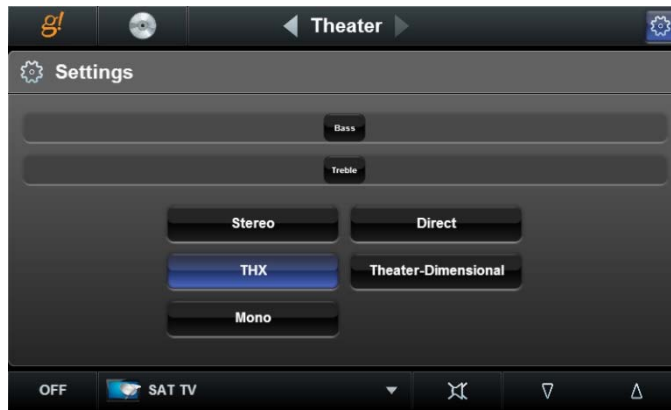 g!
Theater
Settings
Bass
Treble
Stereo Direct
THX Theater-Dimensional
Mono
OFF SAT TV